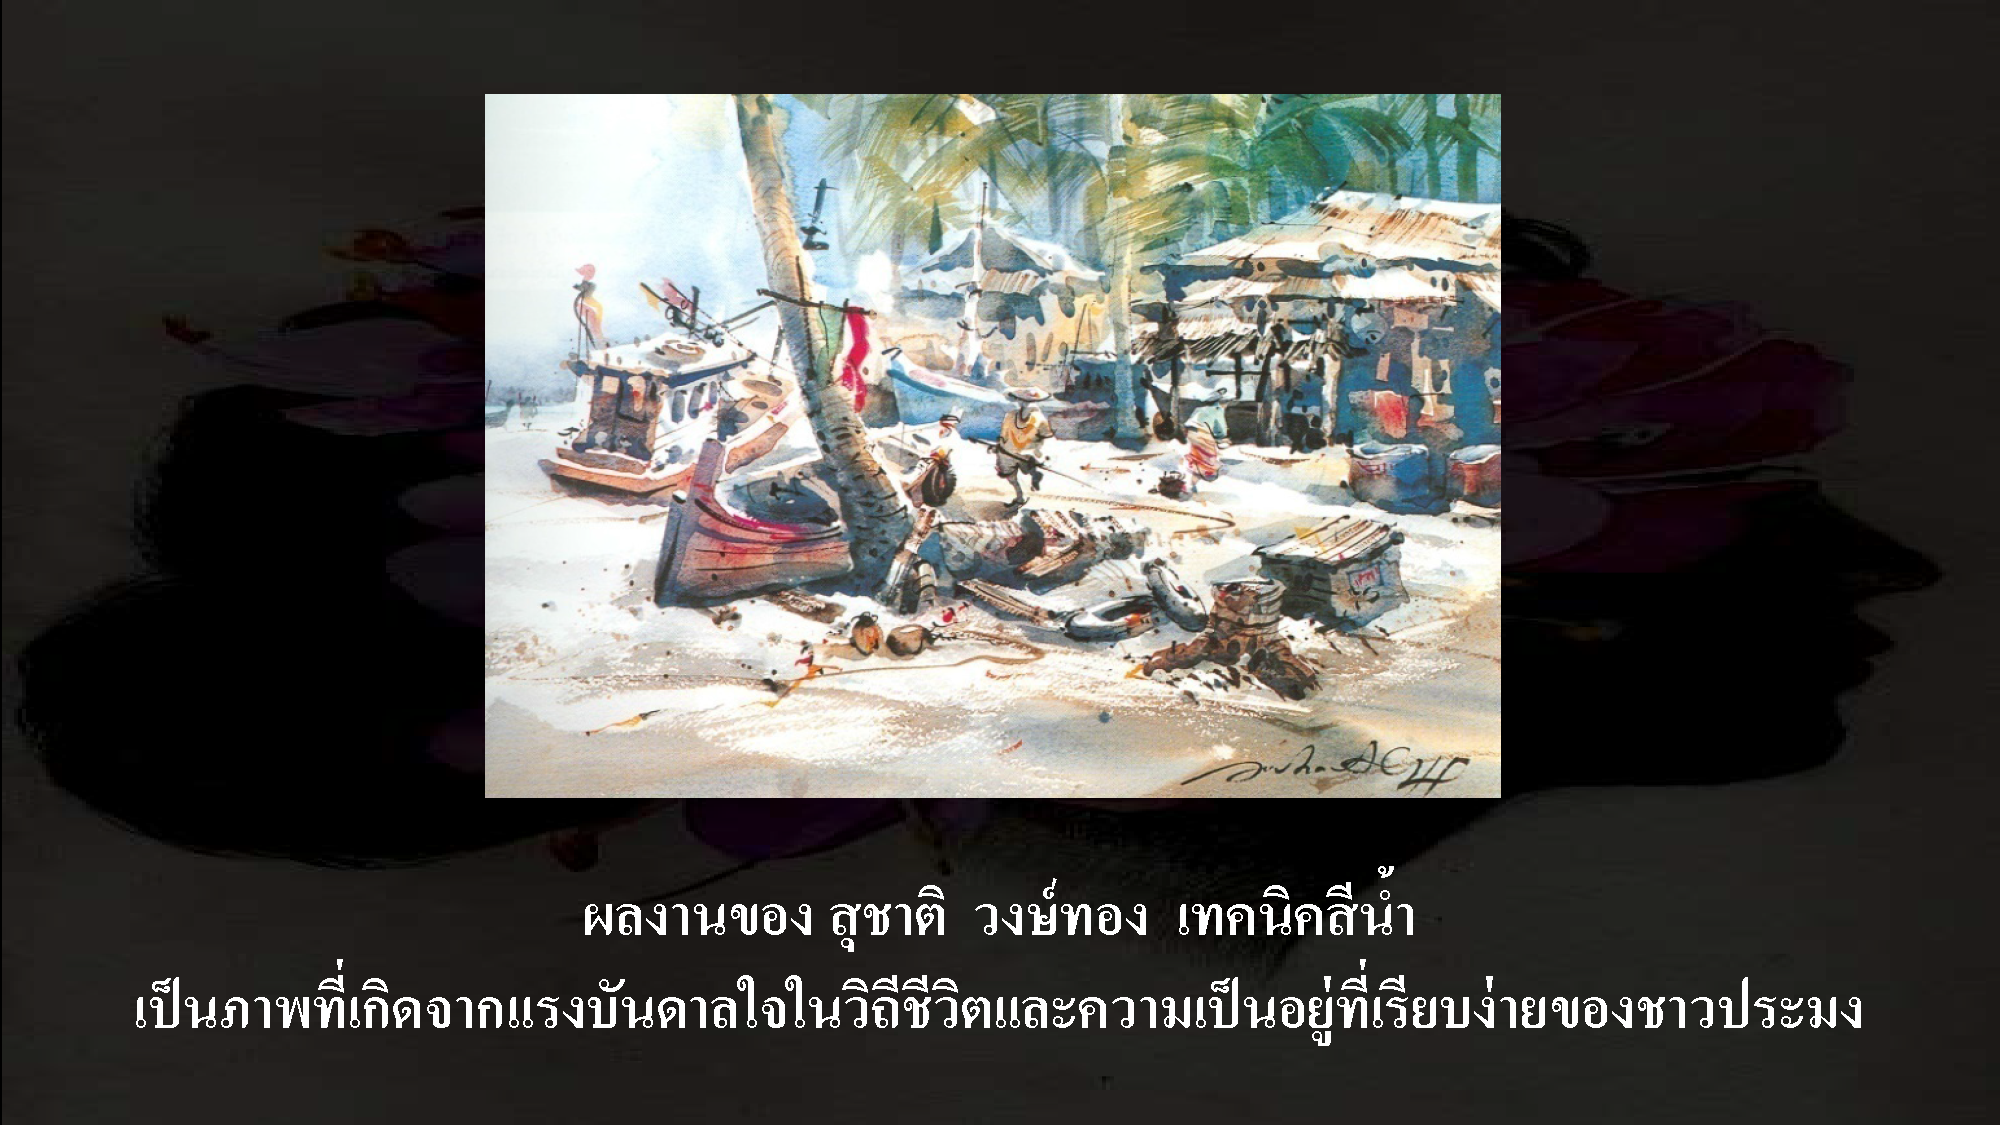 ผลงานของ สุชาติ วงษ์ทอง เทคนิคสีน้ำ
เป็นภาพที่เกิดจากแรงบันดาลใจในวิถีชีวิตและความเป็นอยู่ที่เรียบง่ายของชาวประมง